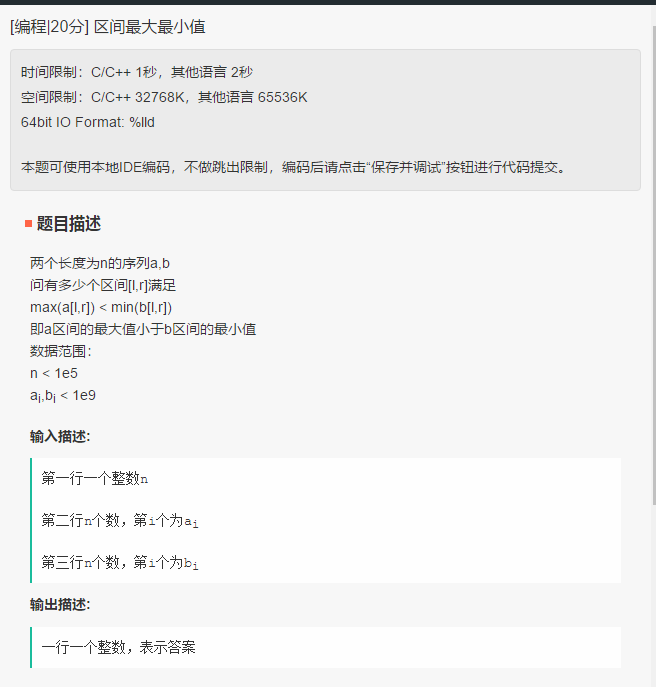 [编程|20分] 区间最大最小值
时间限制：C/C++ 1秒，其他语言 2秒
空间限制：C/C++ 32768K，其他语言 65536K
64bit IO Format: %lld
本题可使用本地IDE编码，不做跳出限制，编码后请点击“保存并调试”按钮进行代码提交。
题目描述
两个长度为n的序列a,b
问有多少个区间[l,r]满足
max(a[l,r]) < min(b[l,r])
即a区间的最大值小于b区间的最小值
数据范围：
n < 1e5
ai,bi < 1e9
输入描述:
第一行一个整数n
第二行n个数，第i个为ai
第三行n个数，第i个为bi
输出描述:
一行一个整数，表示答案